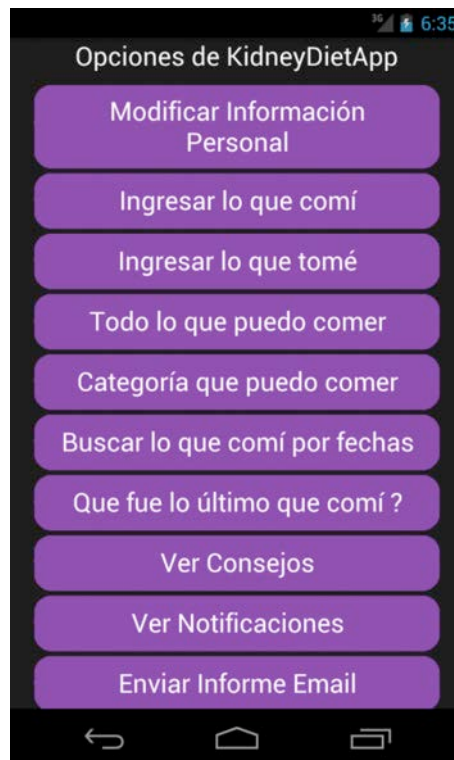 3G 6:35
Opciones de KidneyDietApp
Modificar Información
Personal
Ingresar lo que comí
Ingresar lo que tomé
Todo lo que puedo comer
Categoría que puedo comer
Buscar lo que comí por fechas
Que fue lo último que comí ?
Ver Consejos
Ver Notificaciones
Enviar Informe Email